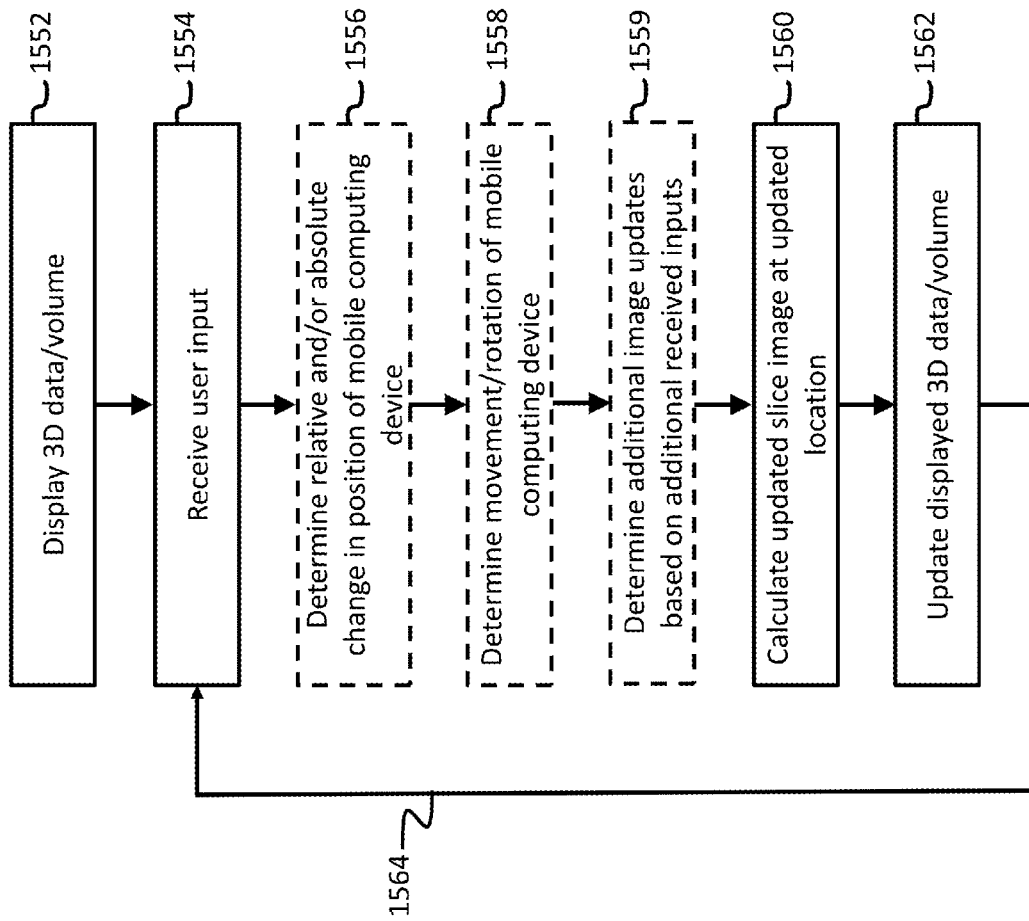 Display 3D data/volume
1552
Receive user input
1554
Determine relative and/or absolute
change in position of mobile computing
device
1556
Determine movement/rotation of mobile
computing device
1558
Determine additional image updates
based on additional received inputs
1559
Calculate updated slice image at updated
location
1560
Update displayed 3D data/volume
1562
1564